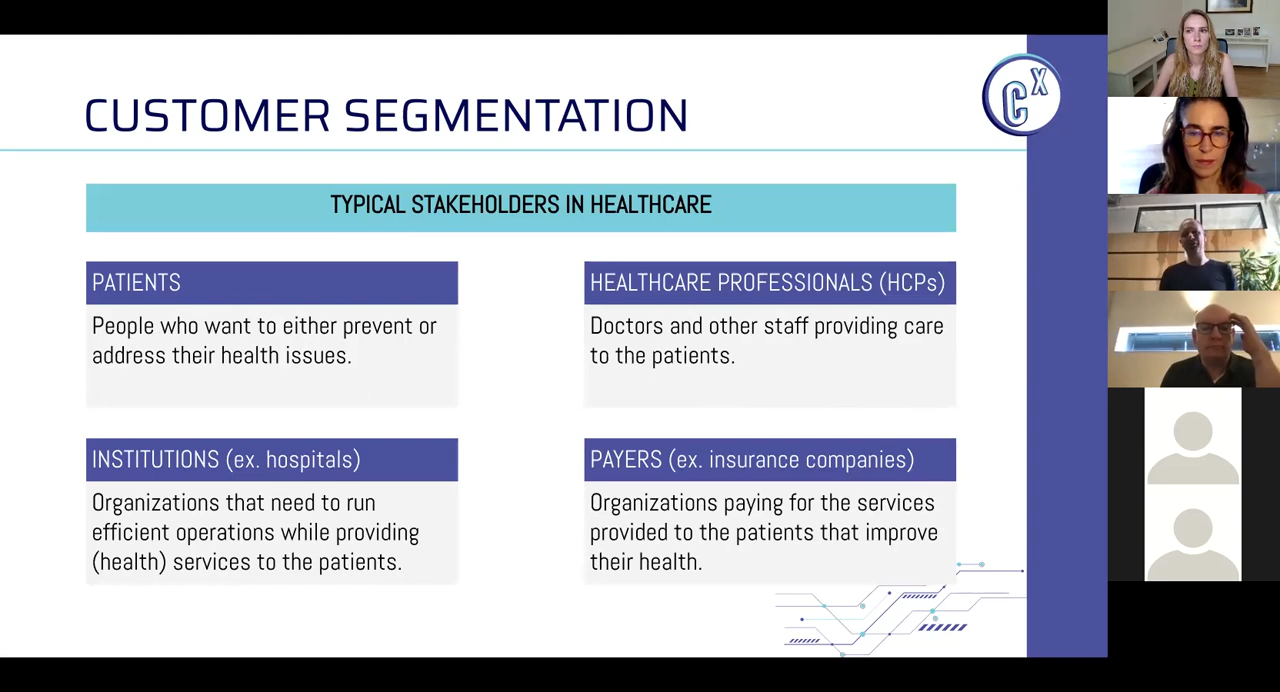 CUSTOMER SEGMENTATION
CX
TYPICAL STAKEHOLDERS IN HEALTHCARE
PATIENTS
People who want to either prevent or
address their health issues.
HEALTHCARE PROFESSIONALS (HCPs)
Doctors and other staff providing care
to the patients.
INSTITUTIONS (ex. hospitals)
Organizations that need to run
efficient operations while providing
(health) services to the patients.
PAYERS (ex. insurance companies)
Organizations paying for the services
provided to the patients that improve
their health.